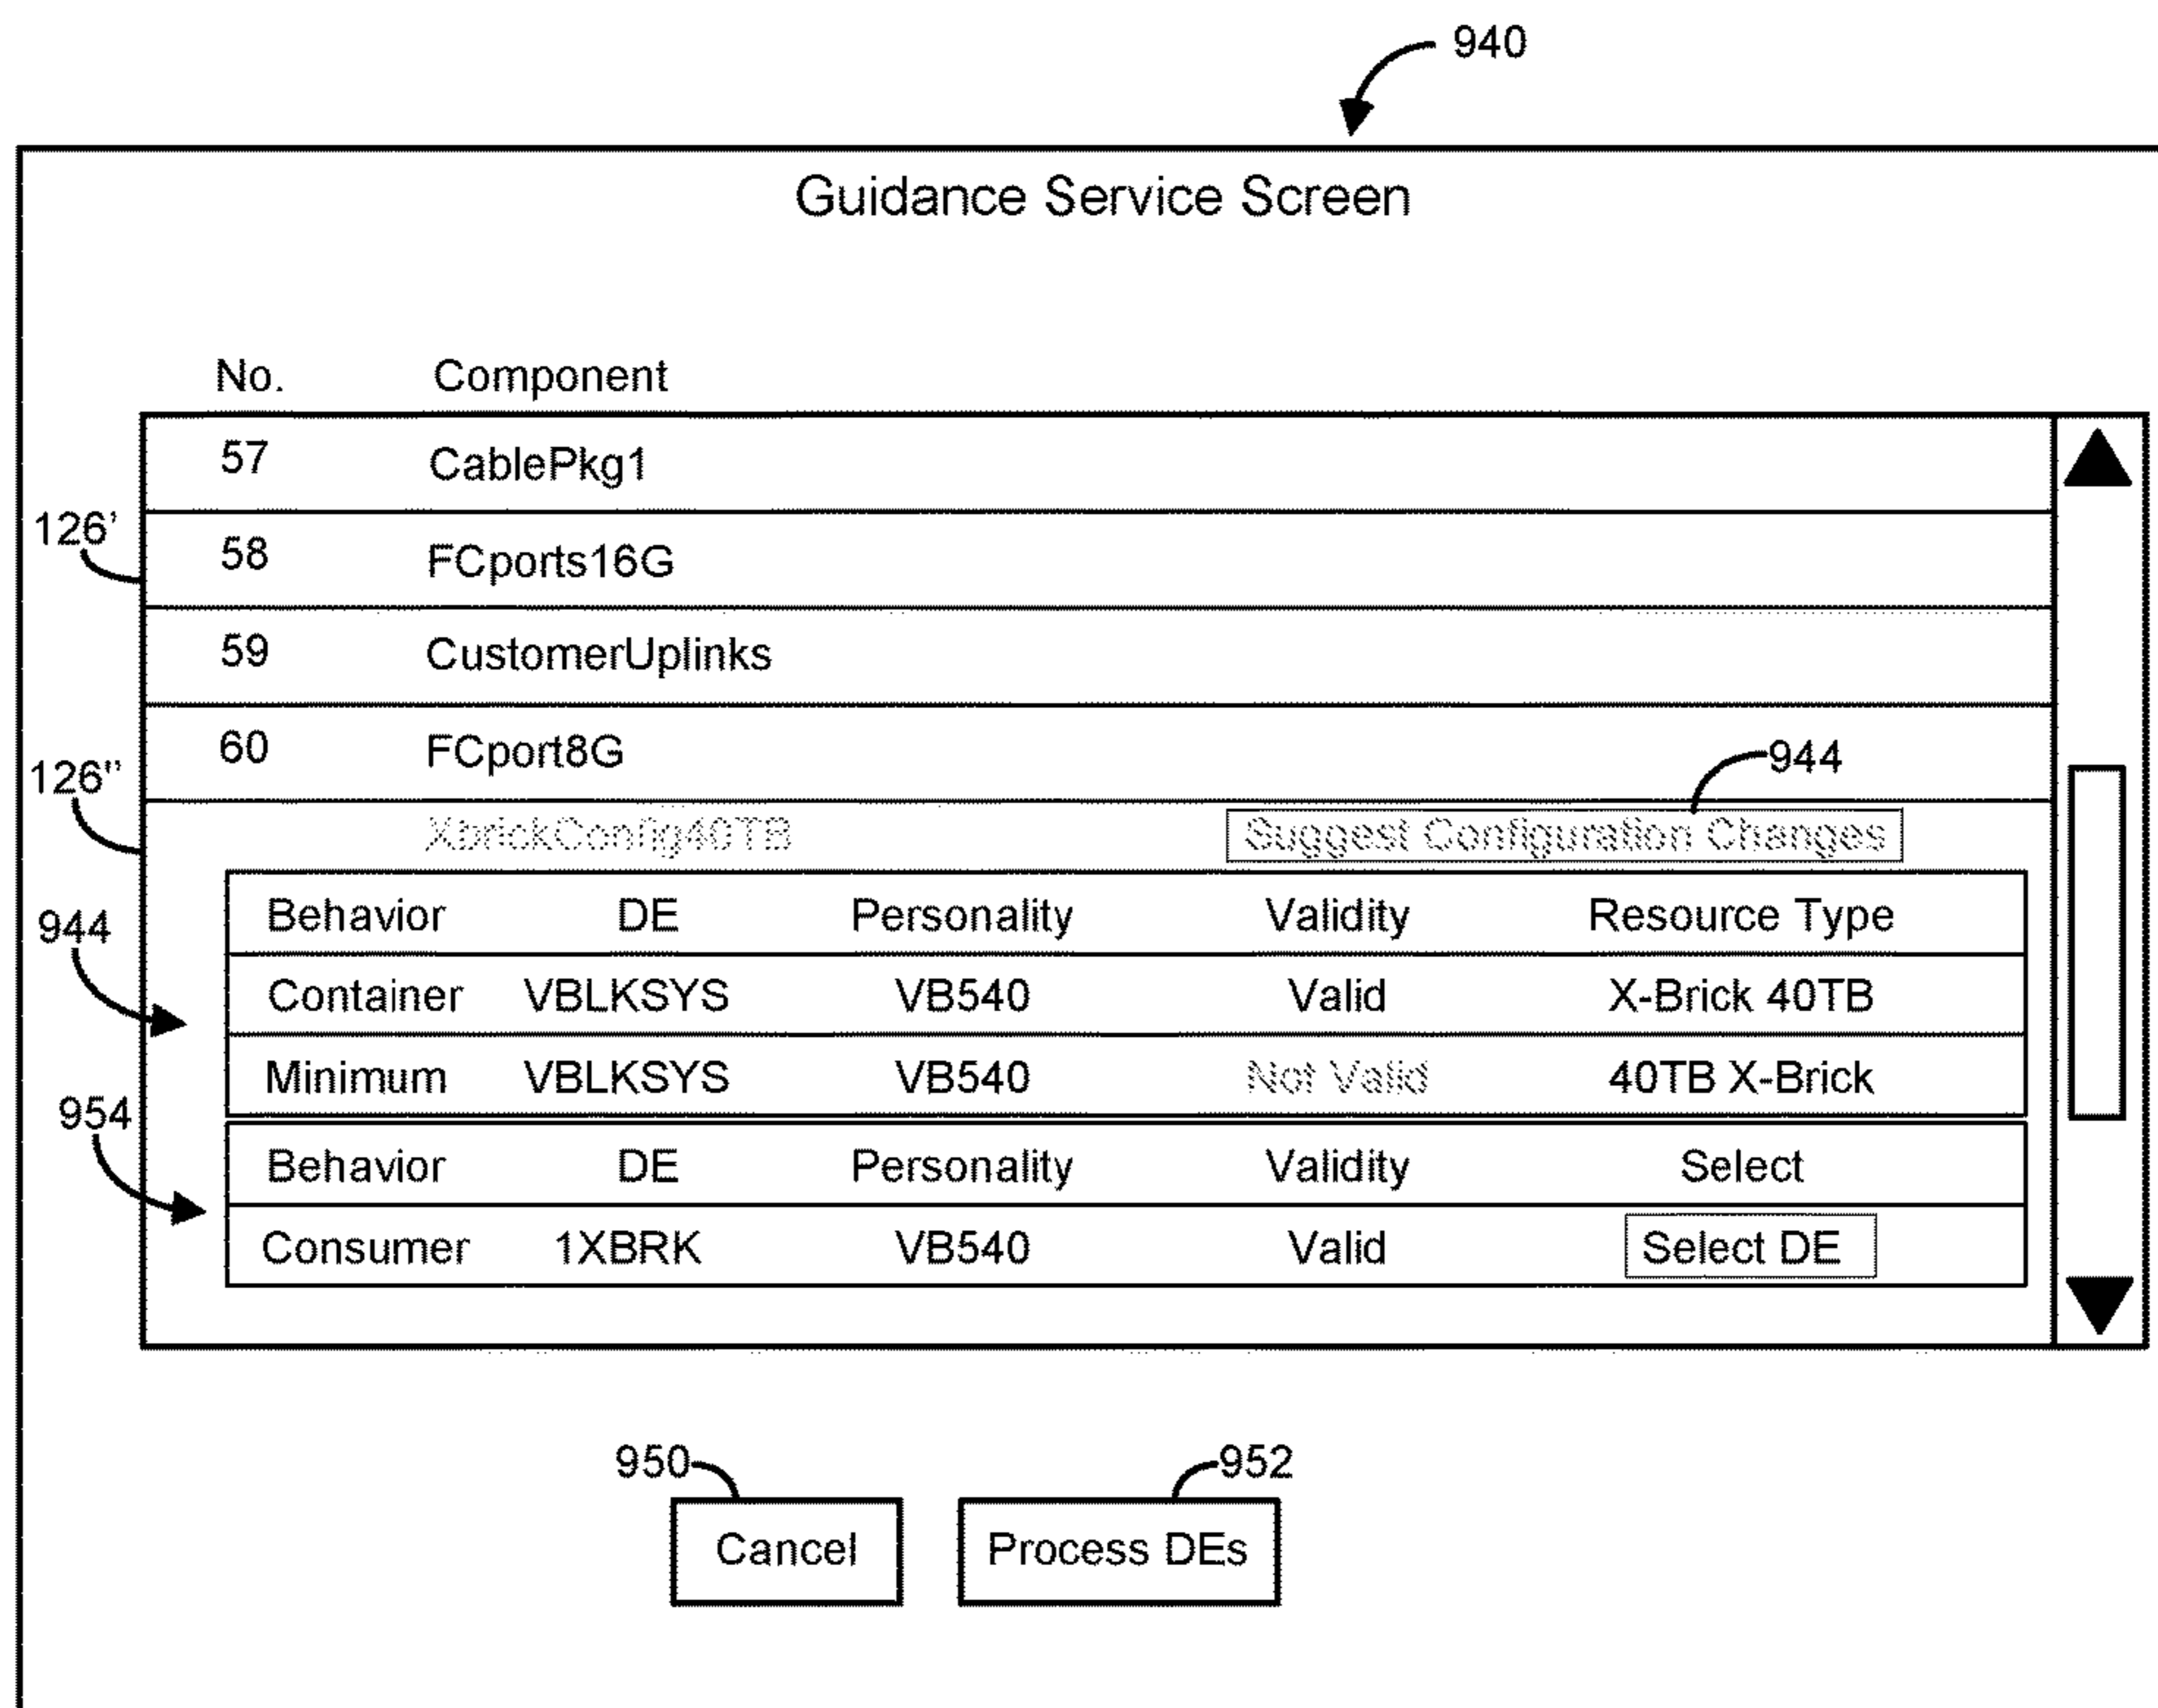 940
Guidance Service Screen
No. Component
57 CablePkg1
126’ 58 FCports16G
59 CustomerUplinks
60 FCport8G
126” 944
XbrickConfig40TB Suggest Configuration Changes
Behavior DE Personality Validity Resource Type
944
Container VBLKSYS VB540 Valid X-Brick 40TB
Minimum VBLKSYS VB540 Not Valid 40TB X-Brick
954
Behavior DE Personality Validity Select
Consumer 1XBRK VB540 Valid Select DE
950 952
Cancel Process DEs